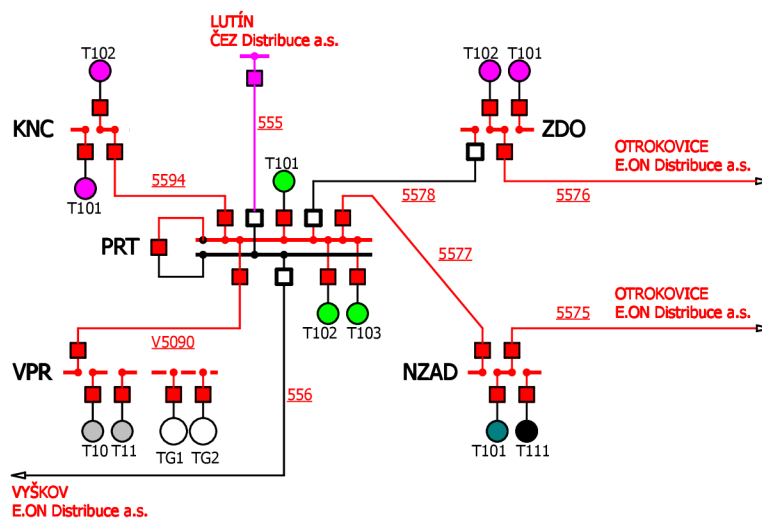 LUTÍN
ČEZ Distribuce a.s.
T102
T102
T101
KNC
555
ZDO
OTROKOVICE
E.ON Distribuce a.s.
T101
T101
5594
5578
5576
PRT
5577
OTROKOVICE
E.ON Distribuce a.s.
5575
T102
T103
V5090
VPR
NZAD
556
T10
T11
TG1
TG2
T101
T111
VYŠKOV
E.ON Distribuce a.s.